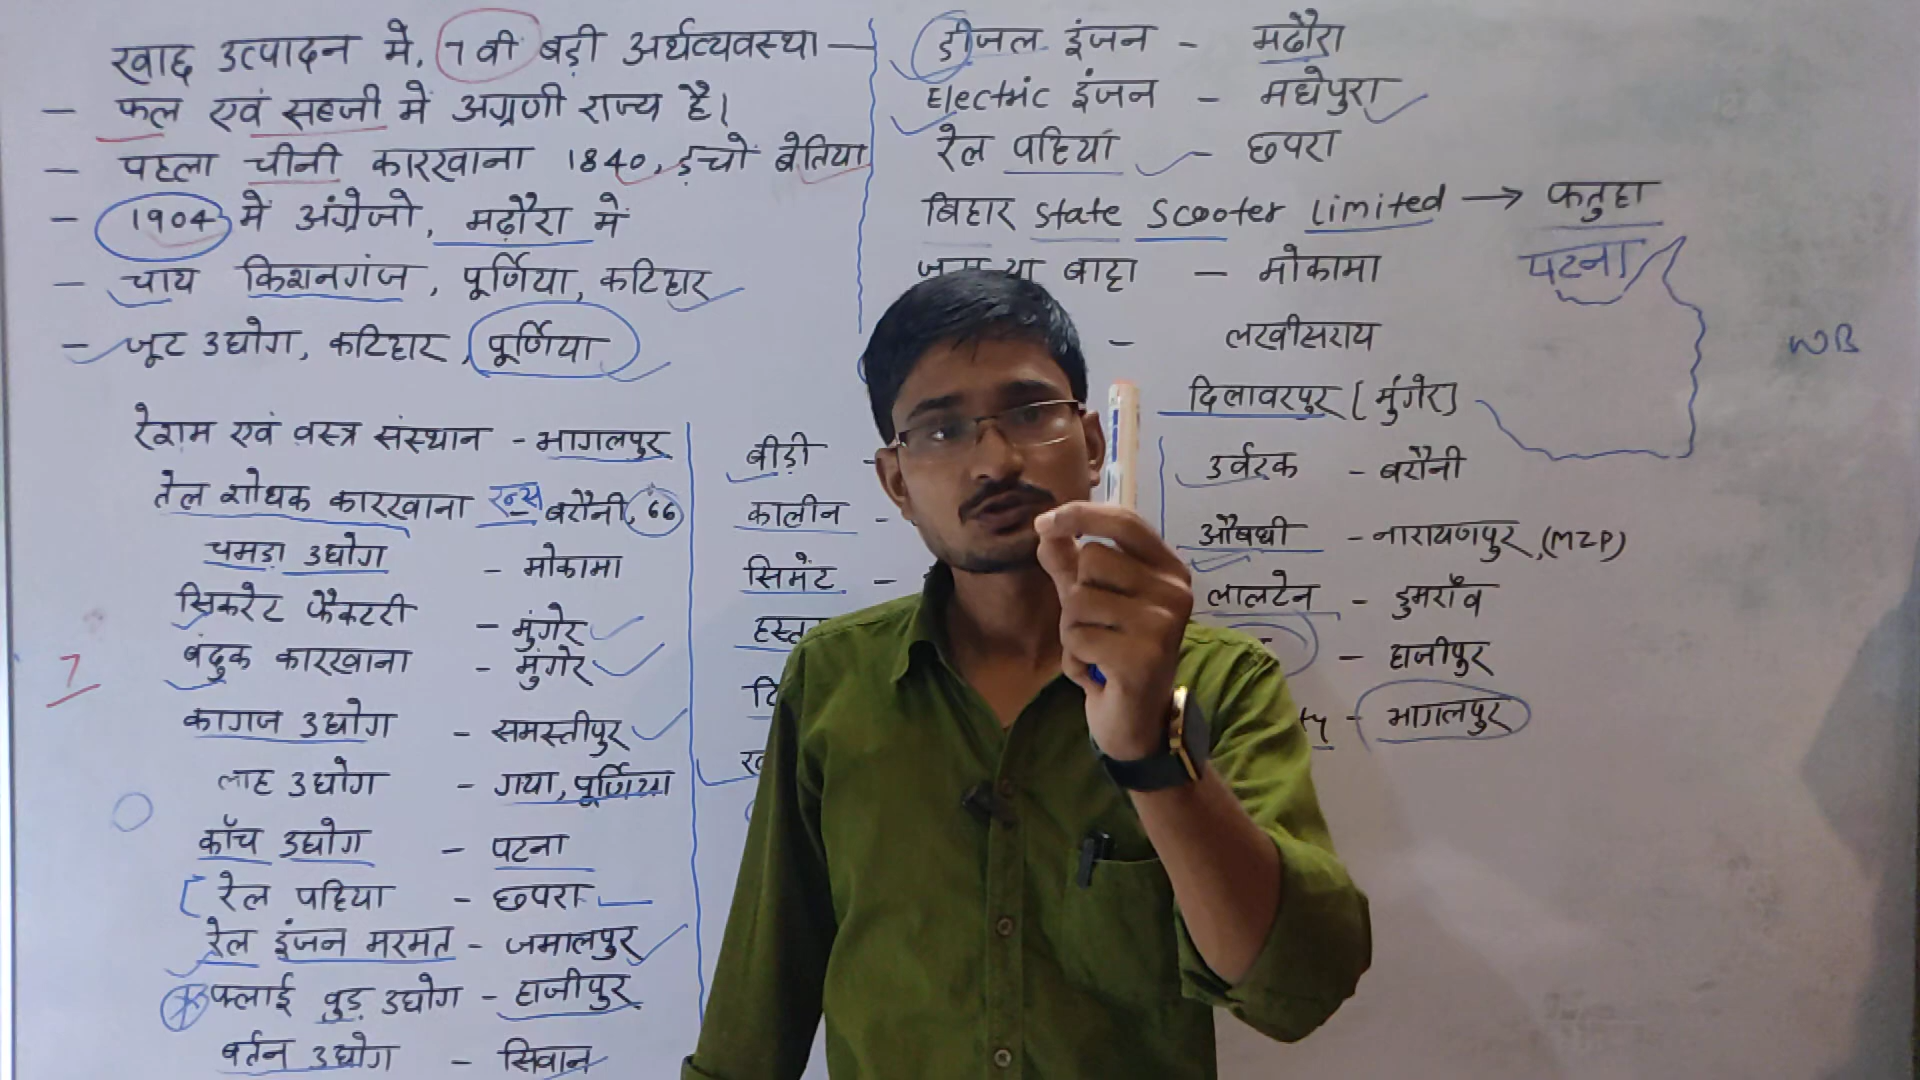 खाद्द उत्पादन में, 7वी बड़ी अर्थव्यवस्था —
- फल एवं सब्जी में अग्रणी राज्य है।
- पहला चीनी कारखाना 1840, डचो बेतिया
- 1904 में अंग्रेजो, मढ़ौरा में
- चाय किशनगंज, पूर्णिया, कटिहार
- जूट उद्योग, कटिहार, पूर्णिया
रेशम एवं वस्त्र संस्थान - भागलपुर
तेल शोधक कारखाना - बरौनी, 66
चमड़ा उद्योग - मोकामा
सिकरेट फैकटरी - मुंगेर
बंदुक कारखाना - मुंगेर
कागज उद्योग - समस्तीपुर
लाह उद्योग - गया, पूर्णिया
काँच उद्योग - पटना
रेल पहिया - छपरा
रेल इंजन मरमत - जमालपुर
फ्लाई वुड़ उद्योग - हाजीपुर
बर्तन उद्योग - सिवान
7
बीड़ी -
कालीन -
सिमेंट -
डीजल इंजन - मढौरा
Electric इंजन - मधेपुरा
रेल पहियां - छपरा
बिहार State Scooter Limited → फतुहा
पटना
बाटा - मोकामा
- लखीसराय
दिलावरपुर (मुंगेर)
उर्वरक - बरौनी
औषधी - नारायणपुर, (MZP)
लालटेन - डुमराँव
- हाजीपुर
- भागलपुर
WB